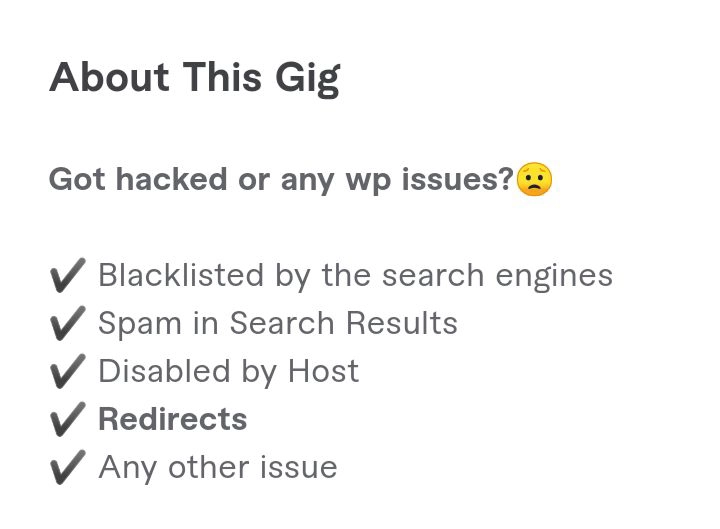 About This Gig
Got hacked or any wp issues?😟
✔ Blacklisted by the search engines
✔ Spam in Search Results
✔ Disabled by Host
✔ Redirects
✔ Any other issue